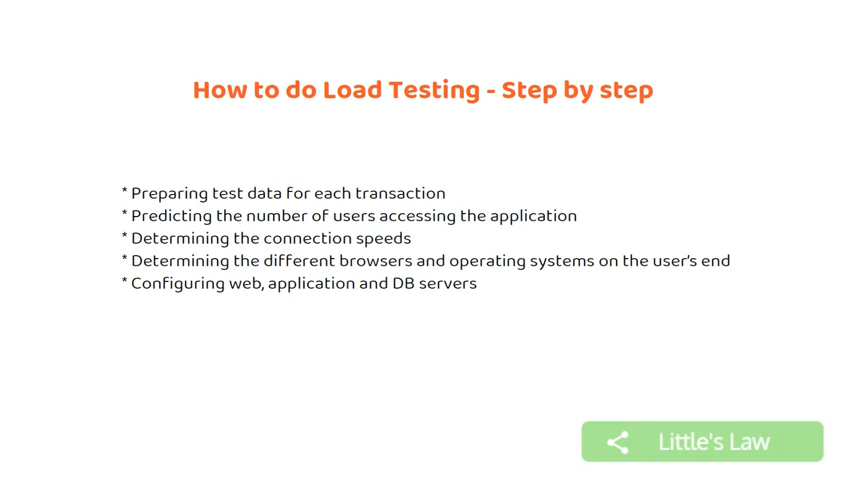 How to do Load Testing - Step by step
* Preparing test data for each transaction
* Predicting the number of users accessing the application
* Determining the connection speeds
* Determining the different browsers and operating systems on the user's end
* Configuring web, application and DB servers
Little's Law